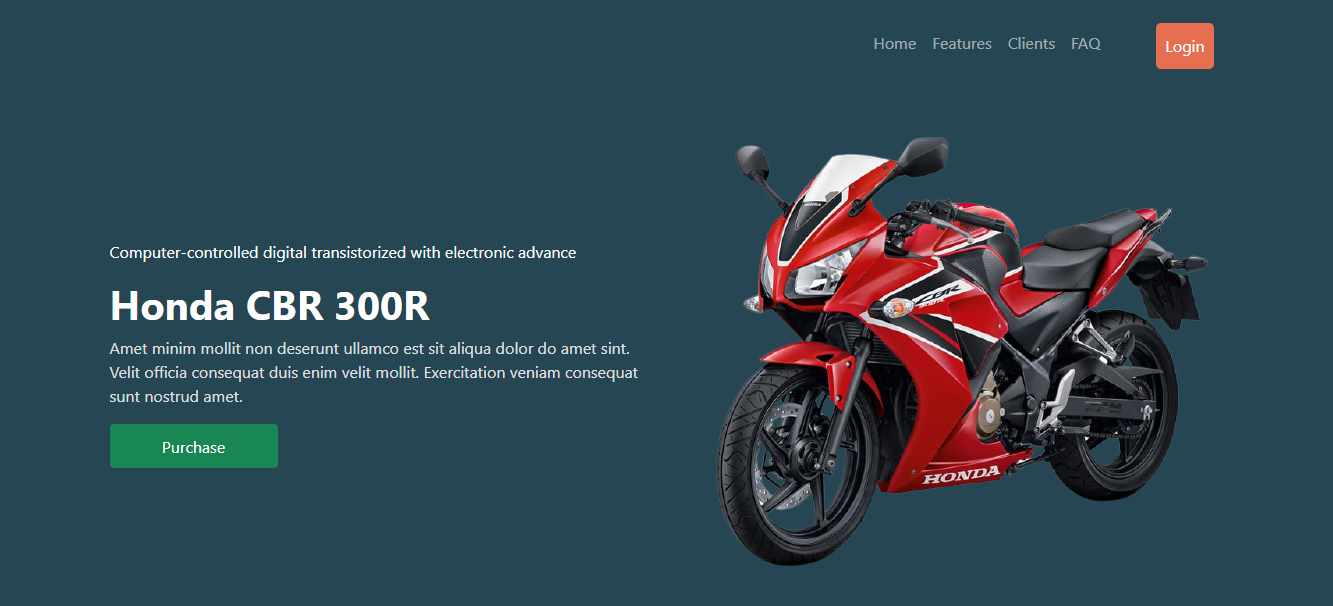 Home Features Clients FAQ Login
Computer-controlled digital transistorized with electronic advance
Honda CBR 300R
Amet minim mollit non deserunt ullamco est sit aliqua dolor do amet sint.
Velit officia consequat duis enim velit mollit. Exercitation veniam consequat
sunt nostrud amet.
Purchase
HONDA
CBR
HONDA